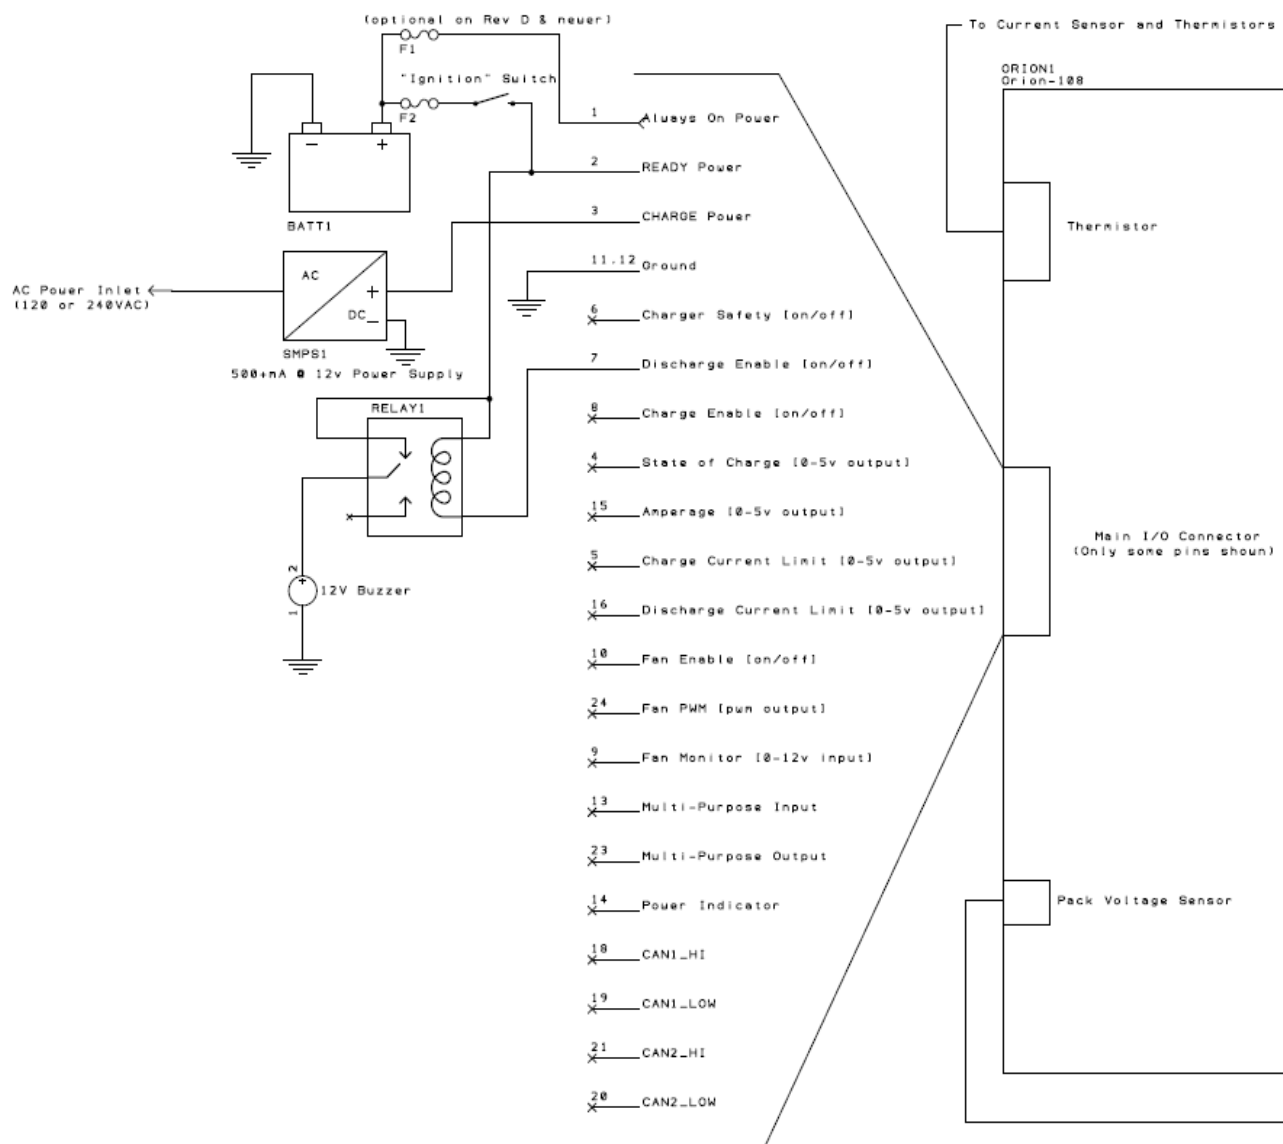 (optional on Rev D & newer)
F1
"Ignition" Switch
F2
- +
BATT1
AC Power Inlet
(120 or 240VAC)
AC
+
DC -
SMPS1
500+mA @ 12v Power Supply
RELAY1
2
+
12V Buzzer
1
1 Always On Power
2 READY Power
3 CHARGE Power
11,12 Ground
6 Charger Safety [on/off]
7 Discharge Enable [on/off]
8 Charge Enable [on/off]
4 State of Charge [0-5v output]
15 Amperage [0-5v output]
5 Charge Current Limit [0-5v output]
16 Discharge Current Limit [0-5v output]
10 Fan Enable [on/off]
24 Fan PWM [pwm output]
9 Fan Monitor [0-12v input]
13 Multi-Purpose Input
23 Multi-Purpose Output
14 Power Indicator
18 CAN1_HI
19 CAN1_LOW
21 CAN2_HI
20 CAN2_LOW
To Current Sensor and Thermistors
ORION1
Orion-108
Thermistor
Main I/O Connector
(Only some pins shown)
Pack Voltage Sensor